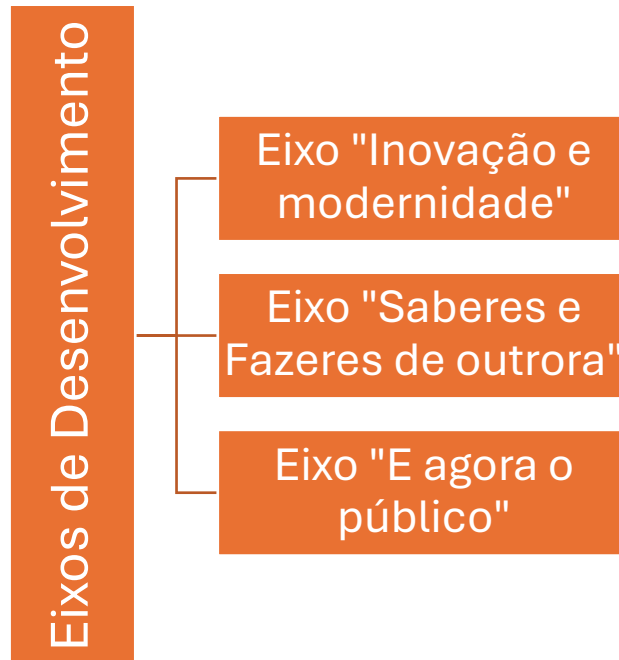 Eixos de Desenvolvimento
Eixo "Inovação e
modernidade"
Eixo "Saberes e
Fazeres de outrora"
Eixo "E agora o
público"